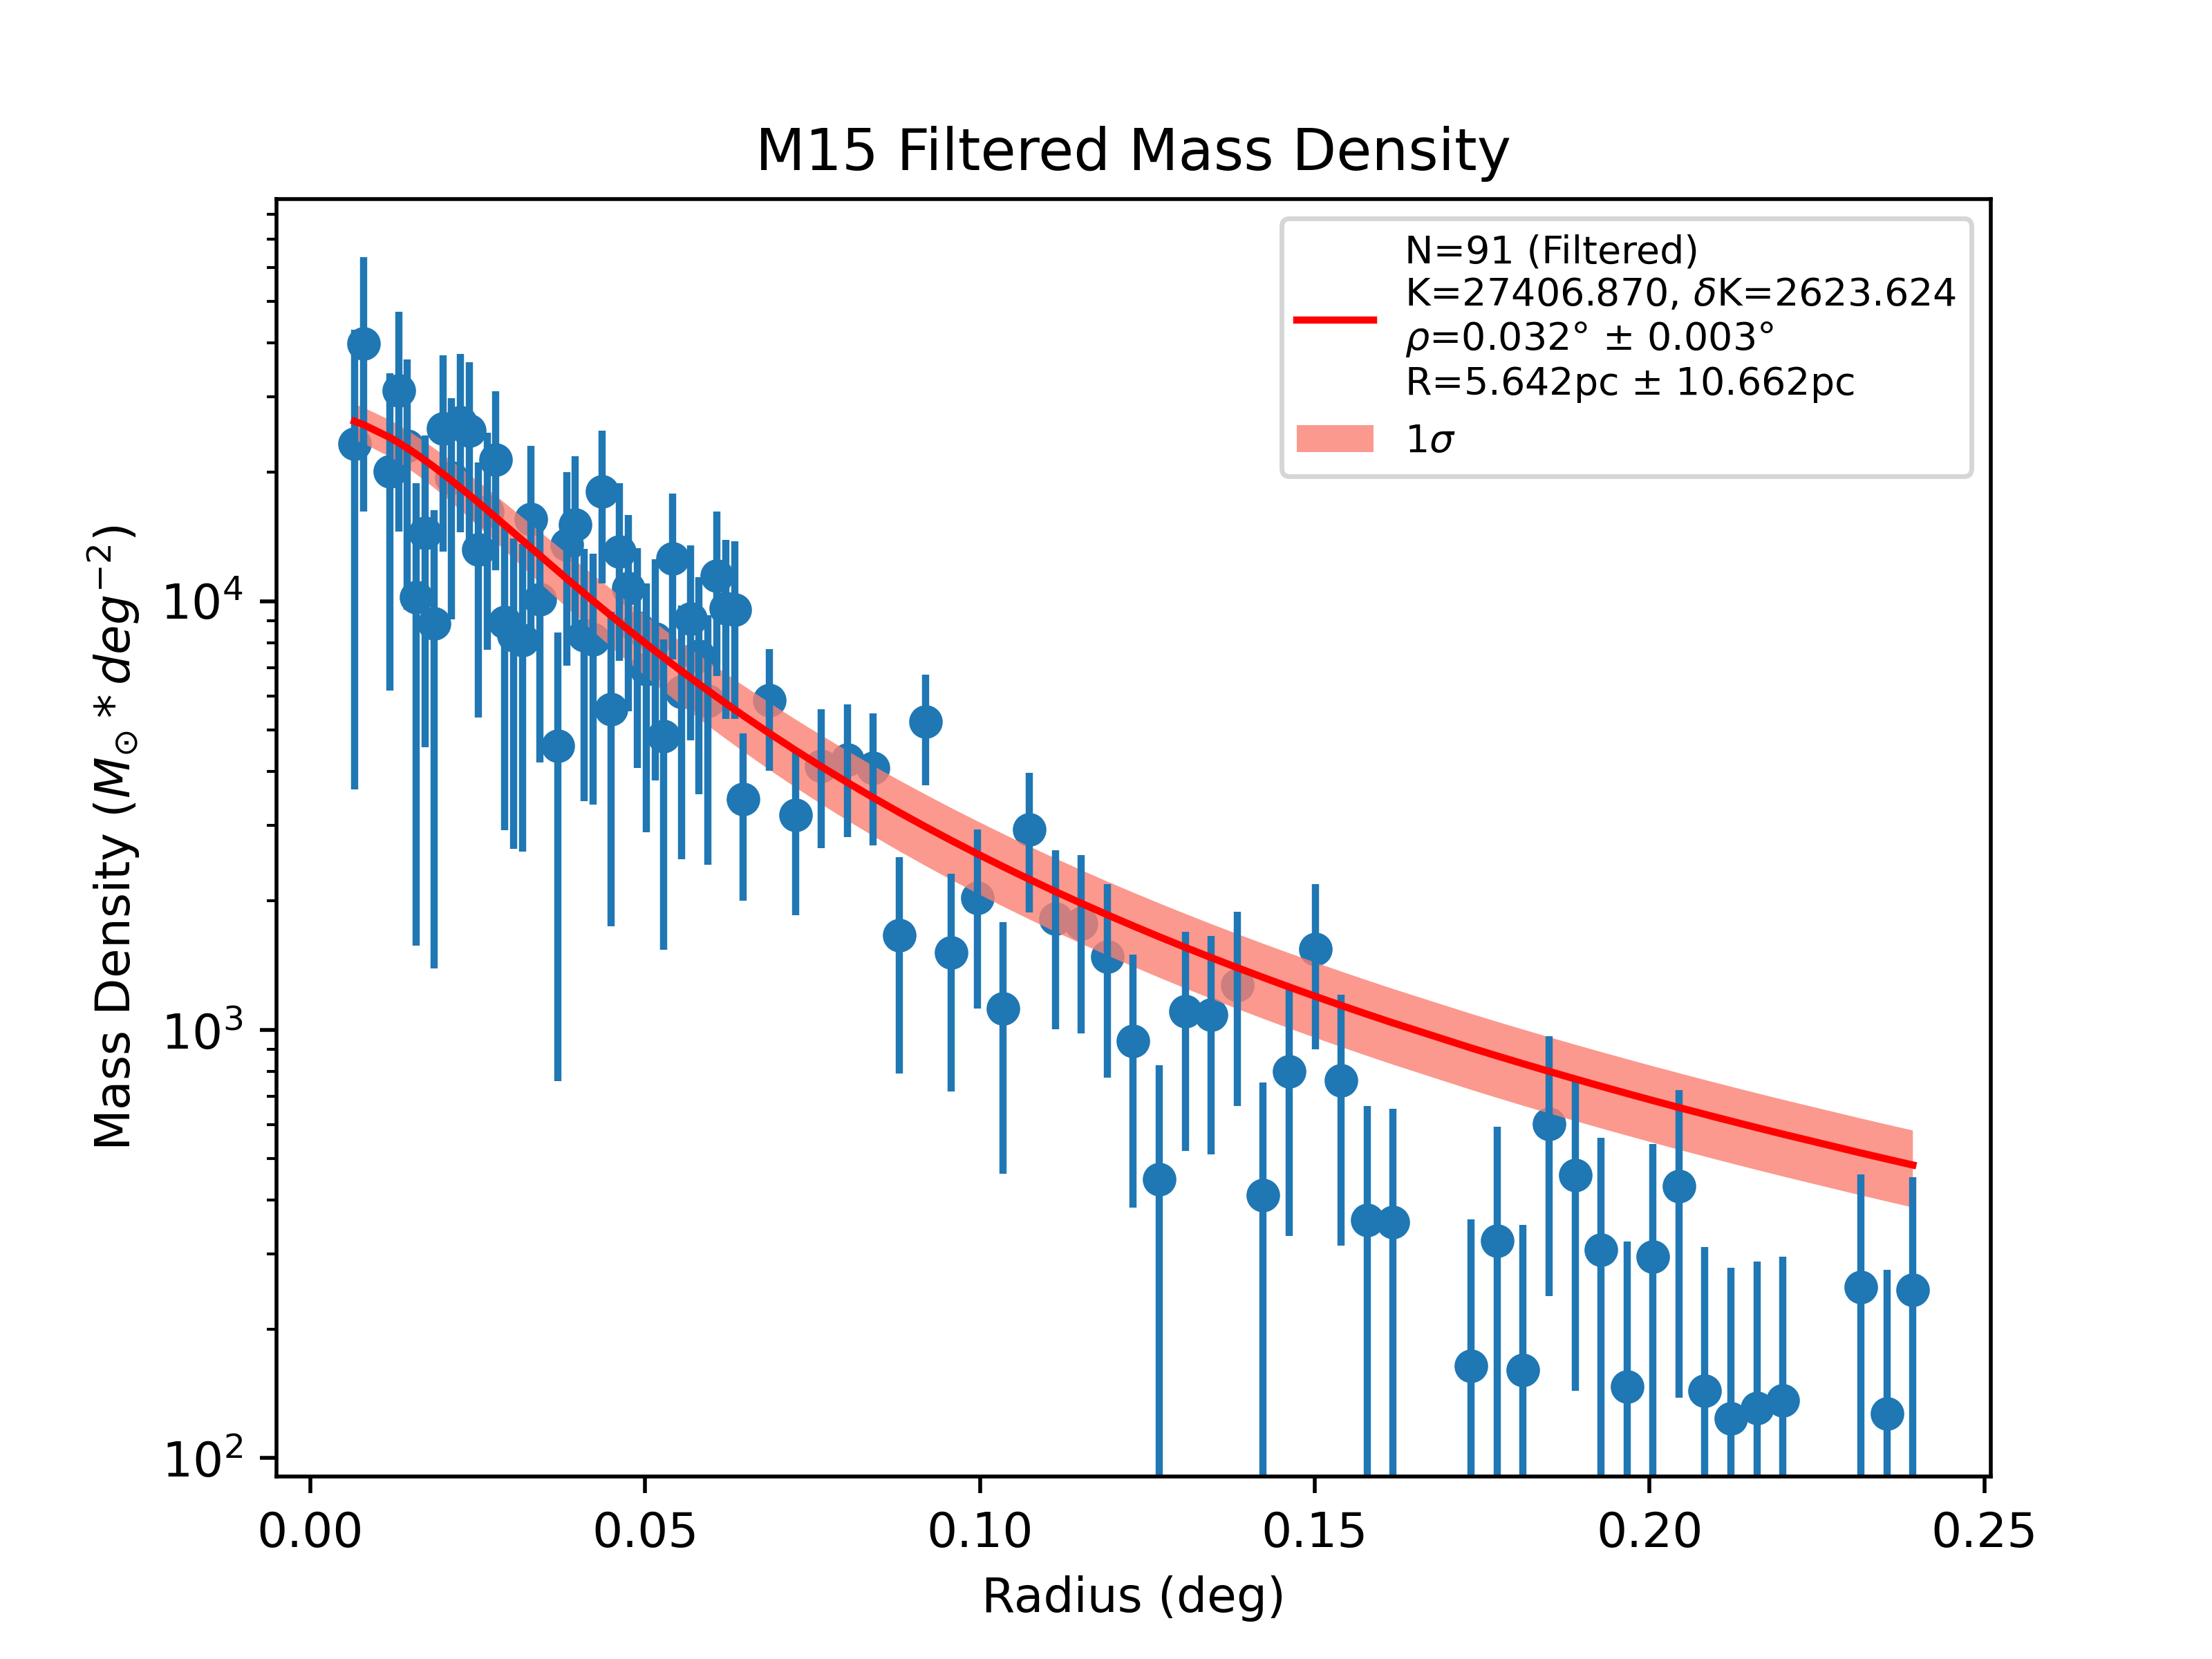 M15 Filtered Mass Density
N=91 (Filtered)
K=27406.870, δK=2623.624
ρ=0.032° ± 0.003°
R=5.642pc ± 10.662pc
1σ
Mass Density (M⊙ * deg⁻²)
10⁴
10³
10²
0.00 0.05 0.10 0.15 0.20 0.25
Radius (deg)